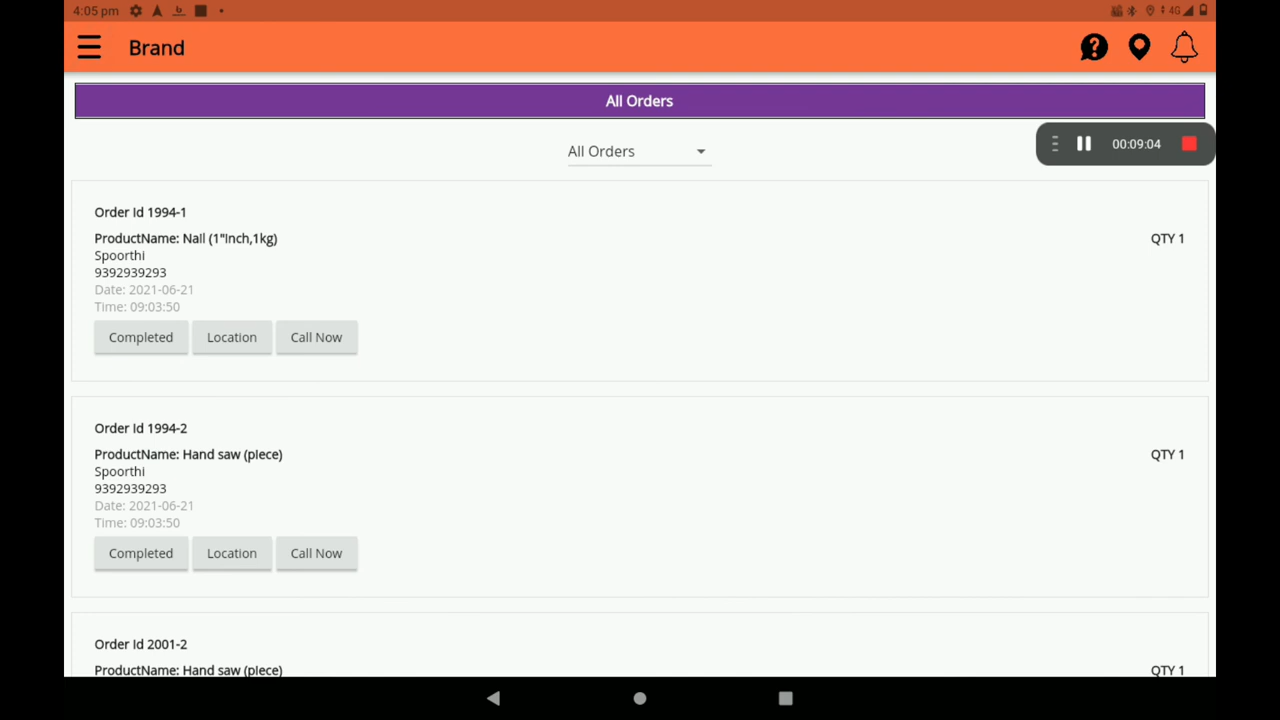 4:05 pm
4G
Brand
All Orders
All Orders
00:09:04
Order Id 1994-1
ProductName: Nail (1"inch,1kg) QTY 1
Spoorthi
9392939293
Date: 2021-06-21
Time: 09:03:50
Completed Location Call Now
Order Id 1994-2
ProductName: Hand saw (piece) QTY 1
Spoorthi
9392939293
Date: 2021-06-21
Time: 09:03:50
Completed Location Call Now
Order Id 2001-2
ProductName: Hand saw (piece) QTY 1